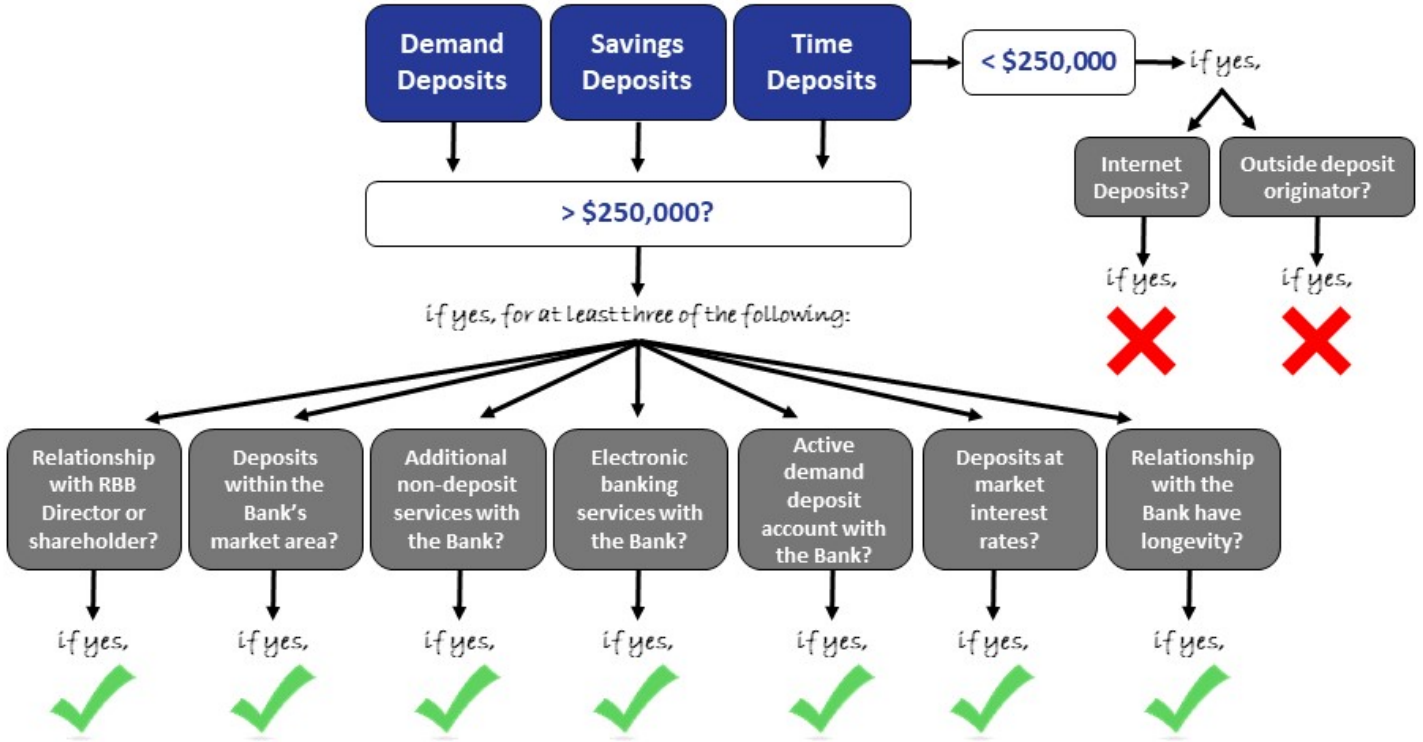 Demand
Deposits
Savings
Deposits
Time
Deposits
< $250,000
if yes,
Internet
Deposits?
Outside deposit
originator?
if yes,
if yes,
> $250,000?
if yes, for at least three of the following:
Relationship
with RBB
Director or
shareholder?
Deposits
within the
Bank's
market area?
Additional
non-deposit
services with
the Bank?
Electronic
banking
services with
the Bank?
Active
demand
deposit
account with
the Bank?
Deposits at
market
interest
rates?
Relationship
with the
Bank have
longevity?
if yes,
if yes,
if yes,
if yes,
if yes,
if yes,
if yes,